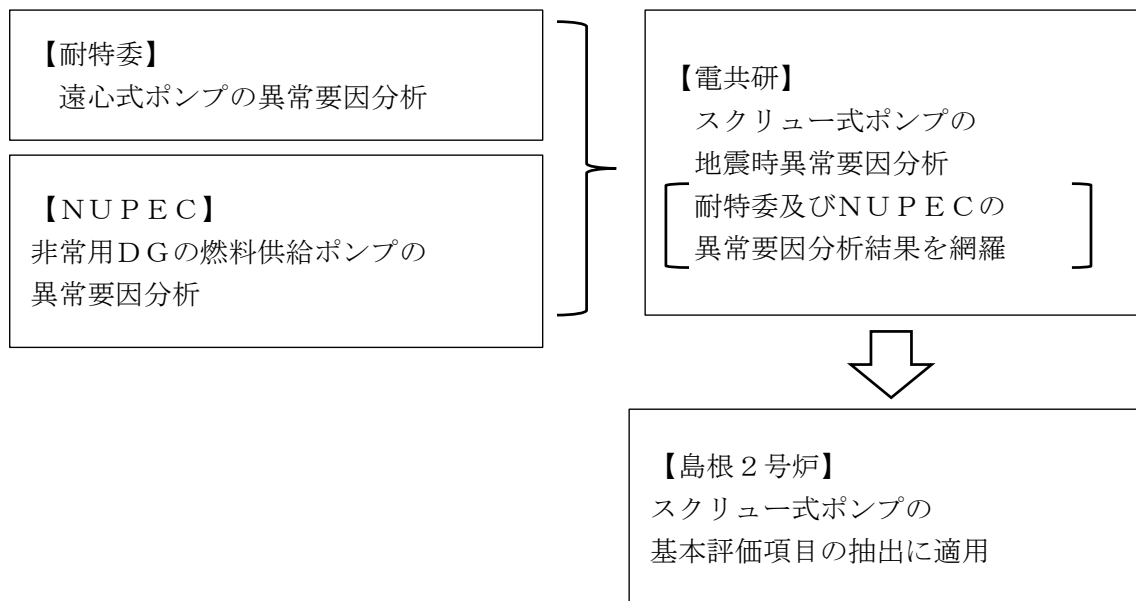 【耐特委】
遠心式ポンプの異常要因分析
【ＮＵＰＥＣ】
非常用ＤＧの燃料供給ポンプの
異常要因分析
【電共研】
スクリュー式ポンプの
地震時異常要因分析
耐特委及びＮＵＰＥＣの
異常要因分析結果を網羅
【島根２号炉】
スクリュー式ポンプの
基本評価項目の抽出に適用